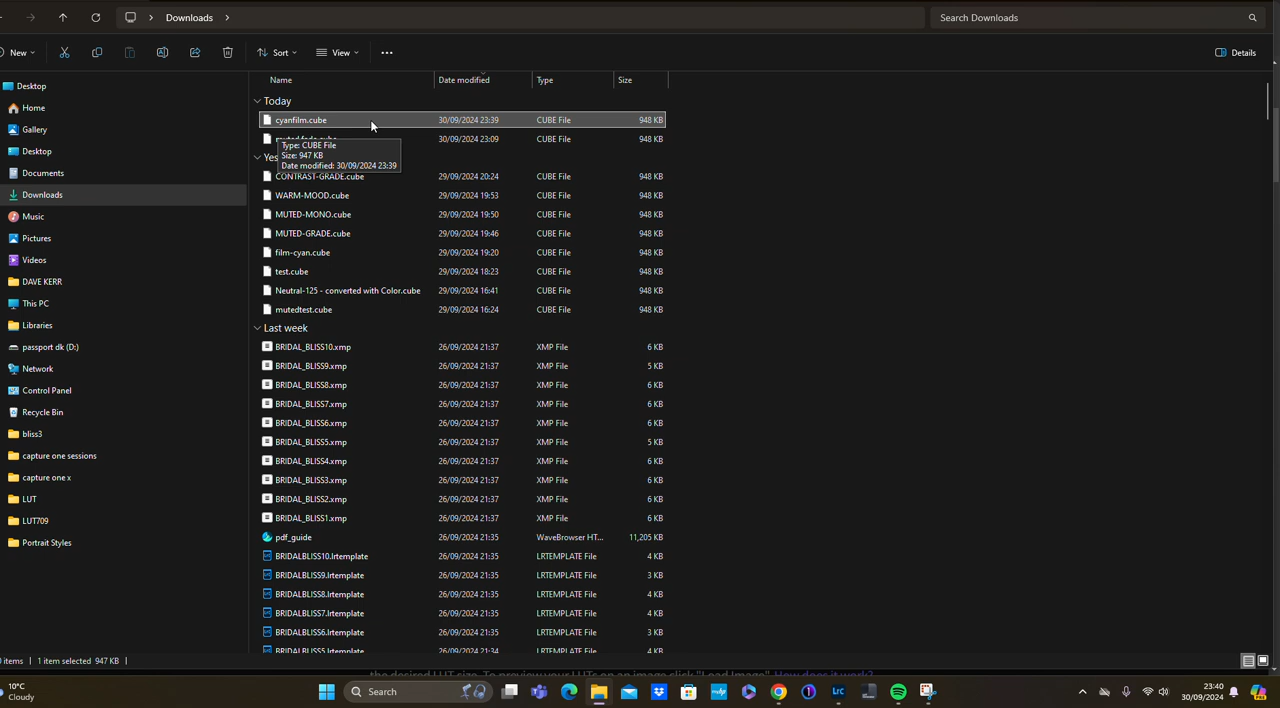 Downloads
Search Downloads
New
Sort
View
Details
Name
Date modified
Type
Size
Desktop
Home
Gallery
Desktop
Documents
Downloads
Music
Pictures
Videos
DAVE KERR
This PC
Libraries
passport dk (D:)
Network
Control Panel
Recycle Bin
bliss3
capture one sessions
capture one x
LUT
LUT709
Portrait Styles
Today
cyanfilm.cube 30/09/2024 23:39 CUBE File 948 KB
30/09/2024 23:09 CUBE File 948 KB
Type: CUBE File
Size: 947 KB
Date modified: 30/09/2024 23:39
CONTRAST-GRADE.cube 29/09/2024 20:24 CUBE File 948 KB
WARM-MOOD.cube 29/09/2024 19:53 CUBE File 948 KB
MUTED-MONO.cube 29/09/2024 19:50 CUBE File 948 KB
MUTED-GRADE.cube 29/09/2024 19:46 CUBE File 948 KB
film-cyan.cube 29/09/2024 19:20 CUBE File 948 KB
test.cube 29/09/2024 18:23 CUBE File 948 KB
Neutral-125 - converted with Color.cube 29/09/2024 16:41 CUBE File 948 KB
mutedtest.cube 29/09/2024 16:24 CUBE File 948 KB
Last week
BRIDAL_BLISS10.xmp 26/09/2024 21:37 XMP File 6 KB
BRIDAL_BLISS9.xmp 26/09/2024 21:37 XMP File 5 KB
BRIDAL_BLISS8.xmp 26/09/2024 21:37 XMP File 6 KB
BRIDAL_BLISS7.xmp 26/09/2024 21:37 XMP File 6 KB
BRIDAL_BLISS6.xmp 26/09/2024 21:37 XMP File 6 KB
BRIDAL_BLISS5.xmp 26/09/2024 21:37 XMP File 5 KB
BRIDAL_BLISS4.xmp 26/09/2024 21:37 XMP File 6 KB
BRIDAL_BLISS3.xmp 26/09/2024 21:37 XMP File 6 KB
BRIDAL_BLISS2.xmp 26/09/2024 21:37 XMP File 6 KB
BRIDAL_BLISS1.xmp 26/09/2024 21:37 XMP File 6 KB
pdf_guide 26/09/2024 21:35 WaveBrowser HT... 11,205 KB
BRIDALBLISS10.lrtemplate 26/09/2024 21:35 LRTEMPLATE File 4 KB
BRIDALBLISS9.lrtemplate 26/09/2024 21:35 LRTEMPLATE File 3 KB
BRIDALBLISS8.lrtemplate 26/09/2024 21:35 LRTEMPLATE File 4 KB
BRIDALBLISS7.lrtemplate 26/09/2024 21:35 LRTEMPLATE File 4 KB
BRIDALBLISS6.lrtemplate 26/09/2024 21:35 LRTEMPLATE File 3 KB
BRIDALBLISS5.lrtemplate 26/09/2024 21:34 LRTEMPLATE File 4 KB
items 1 item selected 947 KB
the desired LUT size. To preview your LUTs on an image click "Load Image". How does it work?
10°C
Cloudy
Search
Lrc
23:40
30/09/2024